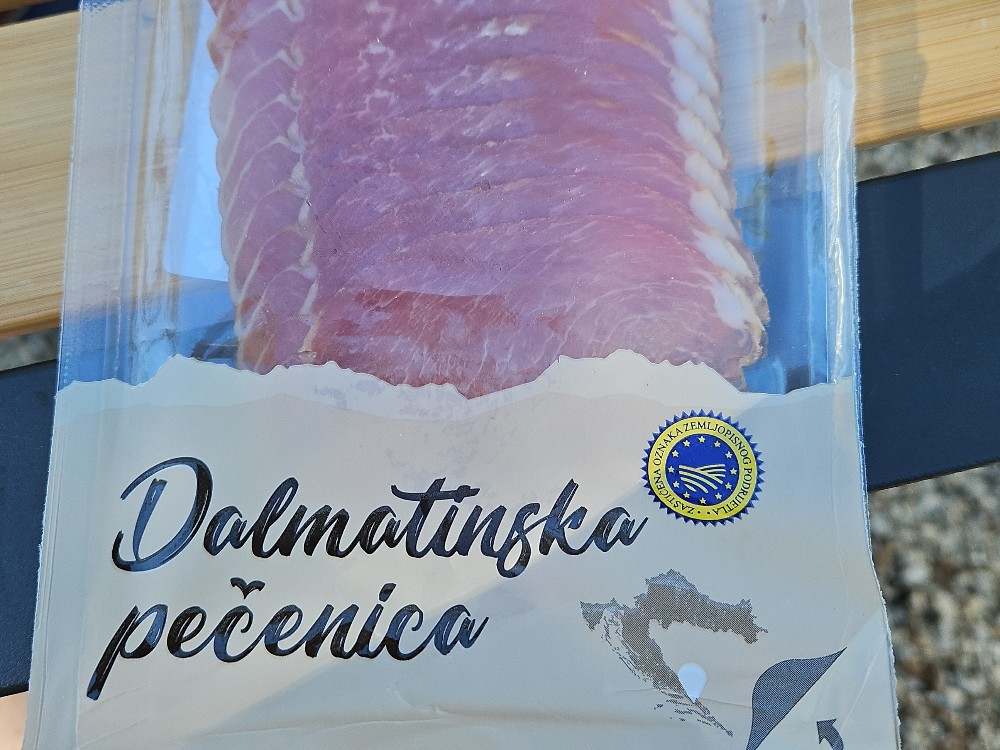 Dalmatinska
pečenica
ZAŠTIĆENA OZNAKA ZEMLJOPISNOG PODRIJETLA